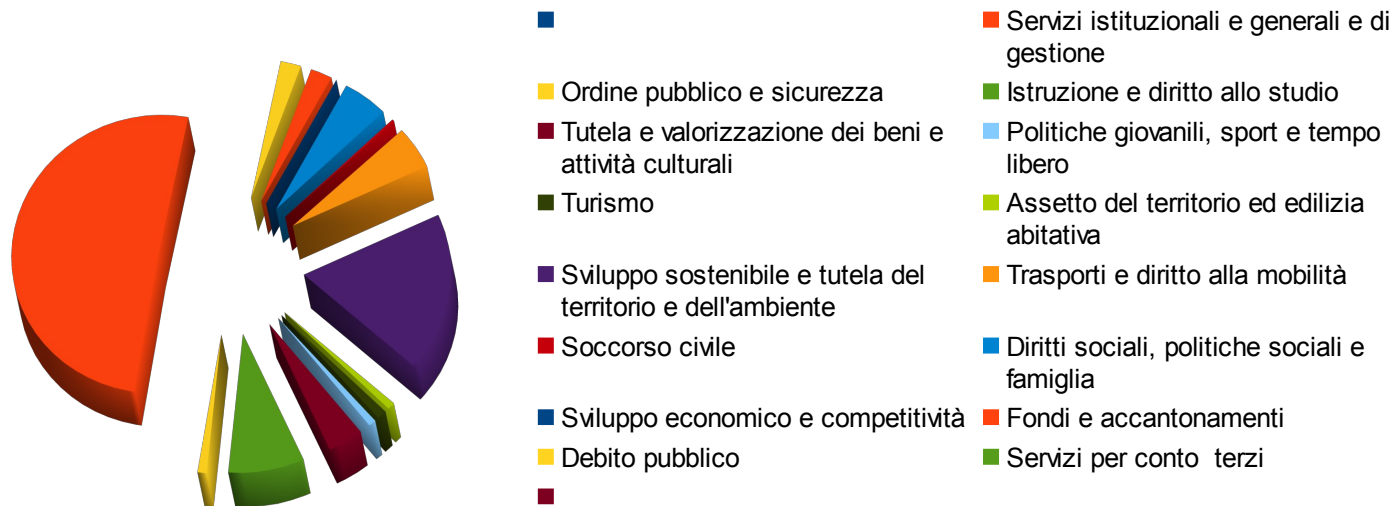 Servizi istituzionali e generali e di
gestione
Ordine pubblico e sicurezza
Istruzione e diritto allo studio
Tutela e valorizzazione dei beni e
attività culturali
Politiche giovanili, sport e tempo
libero
Turismo
Assetto del territorio ed edilizia
abitativa
Sviluppo sostenibile e tutela del
territorio e dell'ambiente
Trasporti e diritto alla mobilità
Soccorso civile
Diritti sociali, politiche sociali e
famiglia
Sviluppo economico e competitività
Fondi e accantonamenti
Debito pubblico
Servizi per conto  terzi